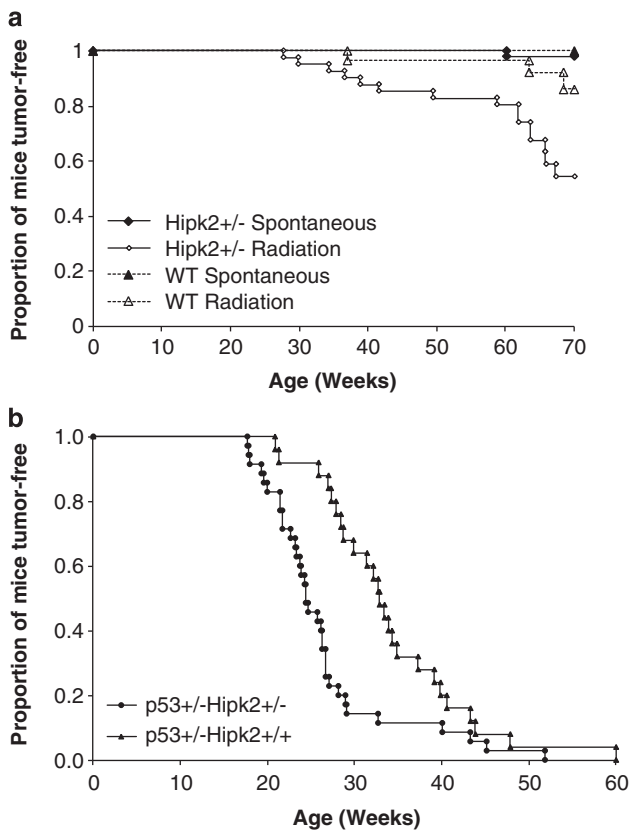 a
Proportion of mice tumor-free
1
0.8
0.6
0.4
0.2
0
Hipk2+/- Spontaneous
Hipk2+/- Radiation
WT Spontaneous
WT Radiation
0 10 20 30 40 50 60 70
Age (Weeks)
b
Proportion of mice tumor-free
1.0
0.8
0.6
0.4
0.2
0.0
p53+/-Hipk2+/-
p53+/-Hipk2+/+
0 10 20 30 40 50 60
Age (Weeks)